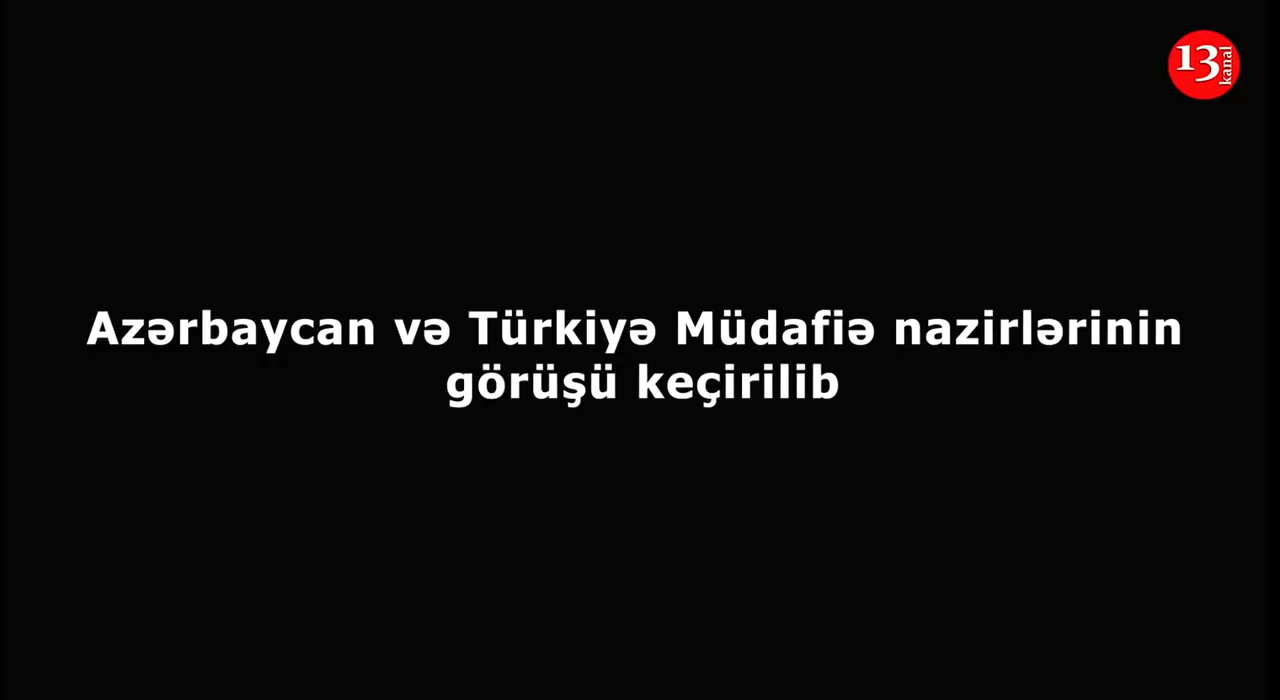 13 kanal
Azərbaycan və Türkiyə Müdafiə nazirlərinin
görüşü keçirilib